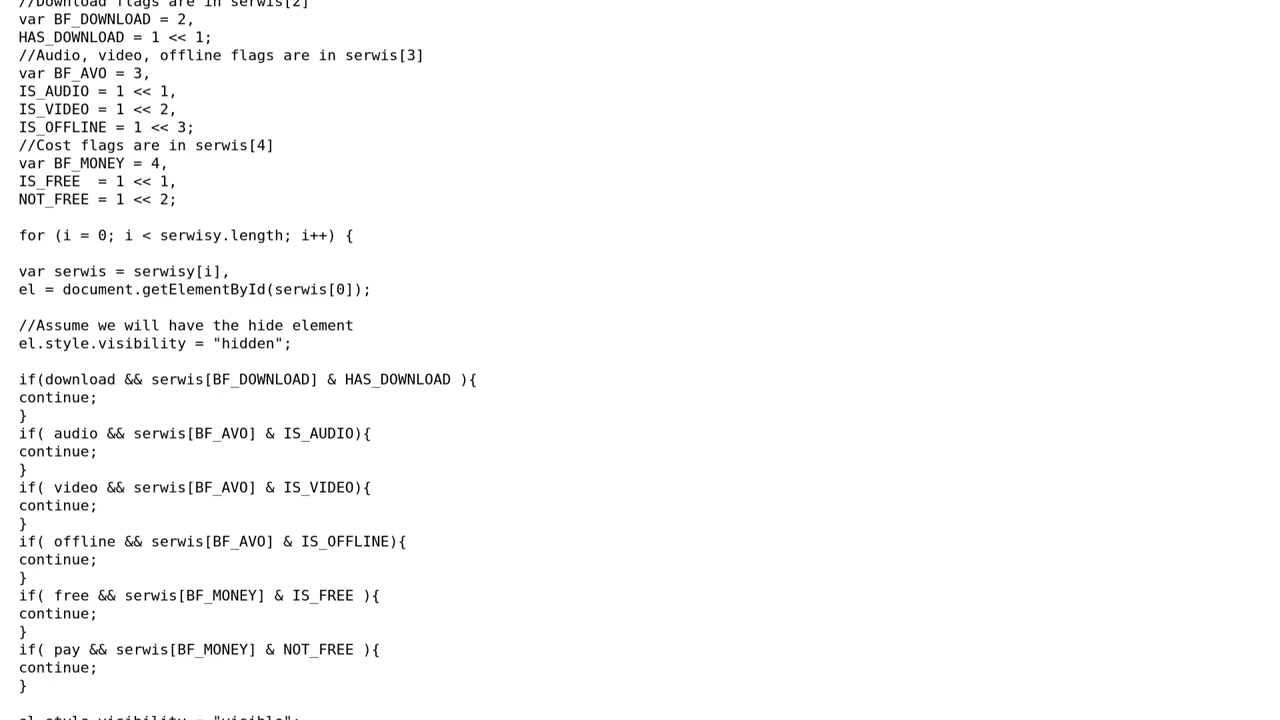 //Download flags are in serwis[2]
var BF_DOWNLOAD = 2,
HAS_DOWNLOAD = 1 << 1;
//Audio, video, offline flags are in serwis[3]
var BF_AVO = 3,
IS_AUDIO = 1 << 1,
IS_VIDEO = 1 << 2,
IS_OFFLINE = 1 << 3;
//Cost flags are in serwis[4]
var BF_MONEY = 4,
IS_FREE  = 1 << 1,
NOT_FREE = 1 << 2;

for (i = 0; i < serwisy.length; i++) {

var serwis = serwisy[i],
el = document.getElementById(serwis[0]);

//Assume we will have the hide element
el.style.visibility = "hidden";

if(download && serwis[BF_DOWNLOAD] & HAS_DOWNLOAD ){
continue;
}
if( audio && serwis[BF_AVO] & IS_AUDIO){
continue;
}
if( video && serwis[BF_AVO] & IS_VIDEO){
continue;
}
if( offline && serwis[BF_AVO] & IS_OFFLINE){
continue;
}
if( free && serwis[BF_MONEY] & IS_FREE ){
continue;
}
if( pay && serwis[BF_MONEY] & NOT_FREE ){
continue;
}

el.style.visibility = "visible";